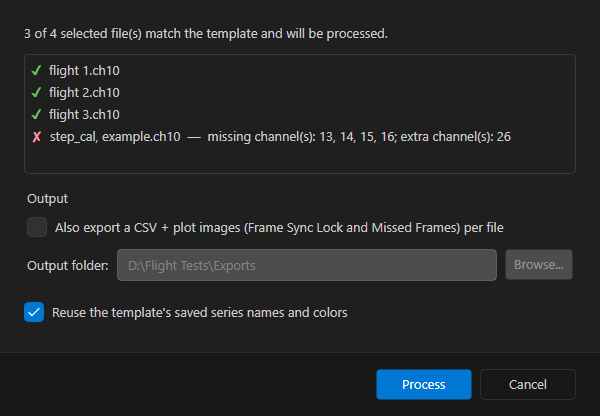 3 of 4 selected file(s) match the template and will be processed.
✓ flight 1.ch10
✓ flight 2.ch10
✓ flight 3.ch10
✗ step_cal, example.ch10 — missing channel(s): 13, 14, 15, 16; extra channel(s): 26
Output
Also export a CSV + plot images (Frame Sync Lock and Missed Frames) per file
Output folder: D:\Flight Tests\Exports Browse...
Reuse the template's saved series names and colors
Process Cancel